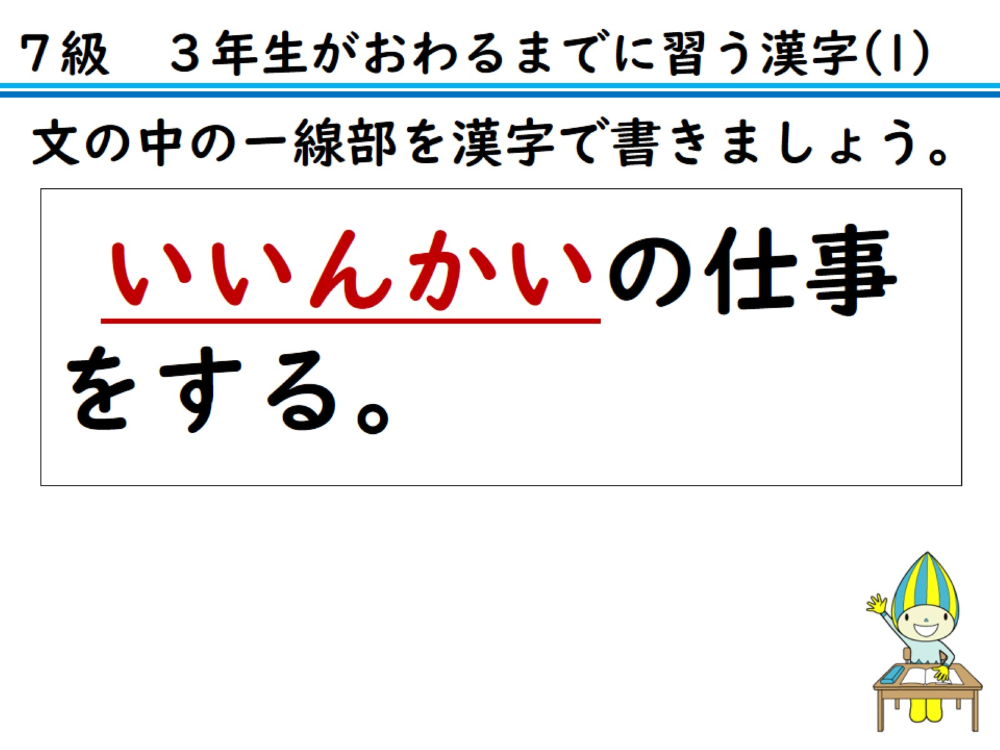 ７級　３年生がおわるまでに習う漢字(1)
文の中の一線部を漢字で書きましょう。
いいんかいの仕事
をする。